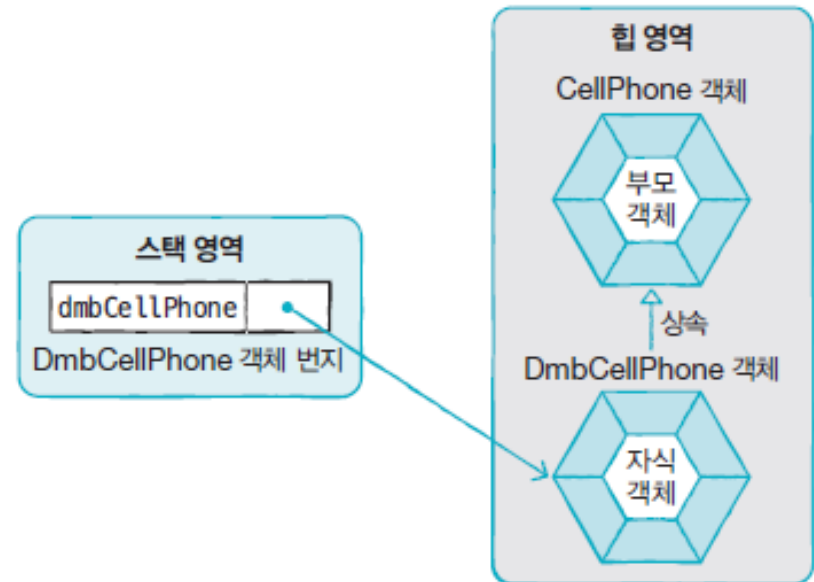 스택 영역
dmbCellPhone
DmbCellPhone 객체 번지
힙 영역
CellPhone 객체
부모
객체
상속
DmbCellPhone 객체
자식
객체